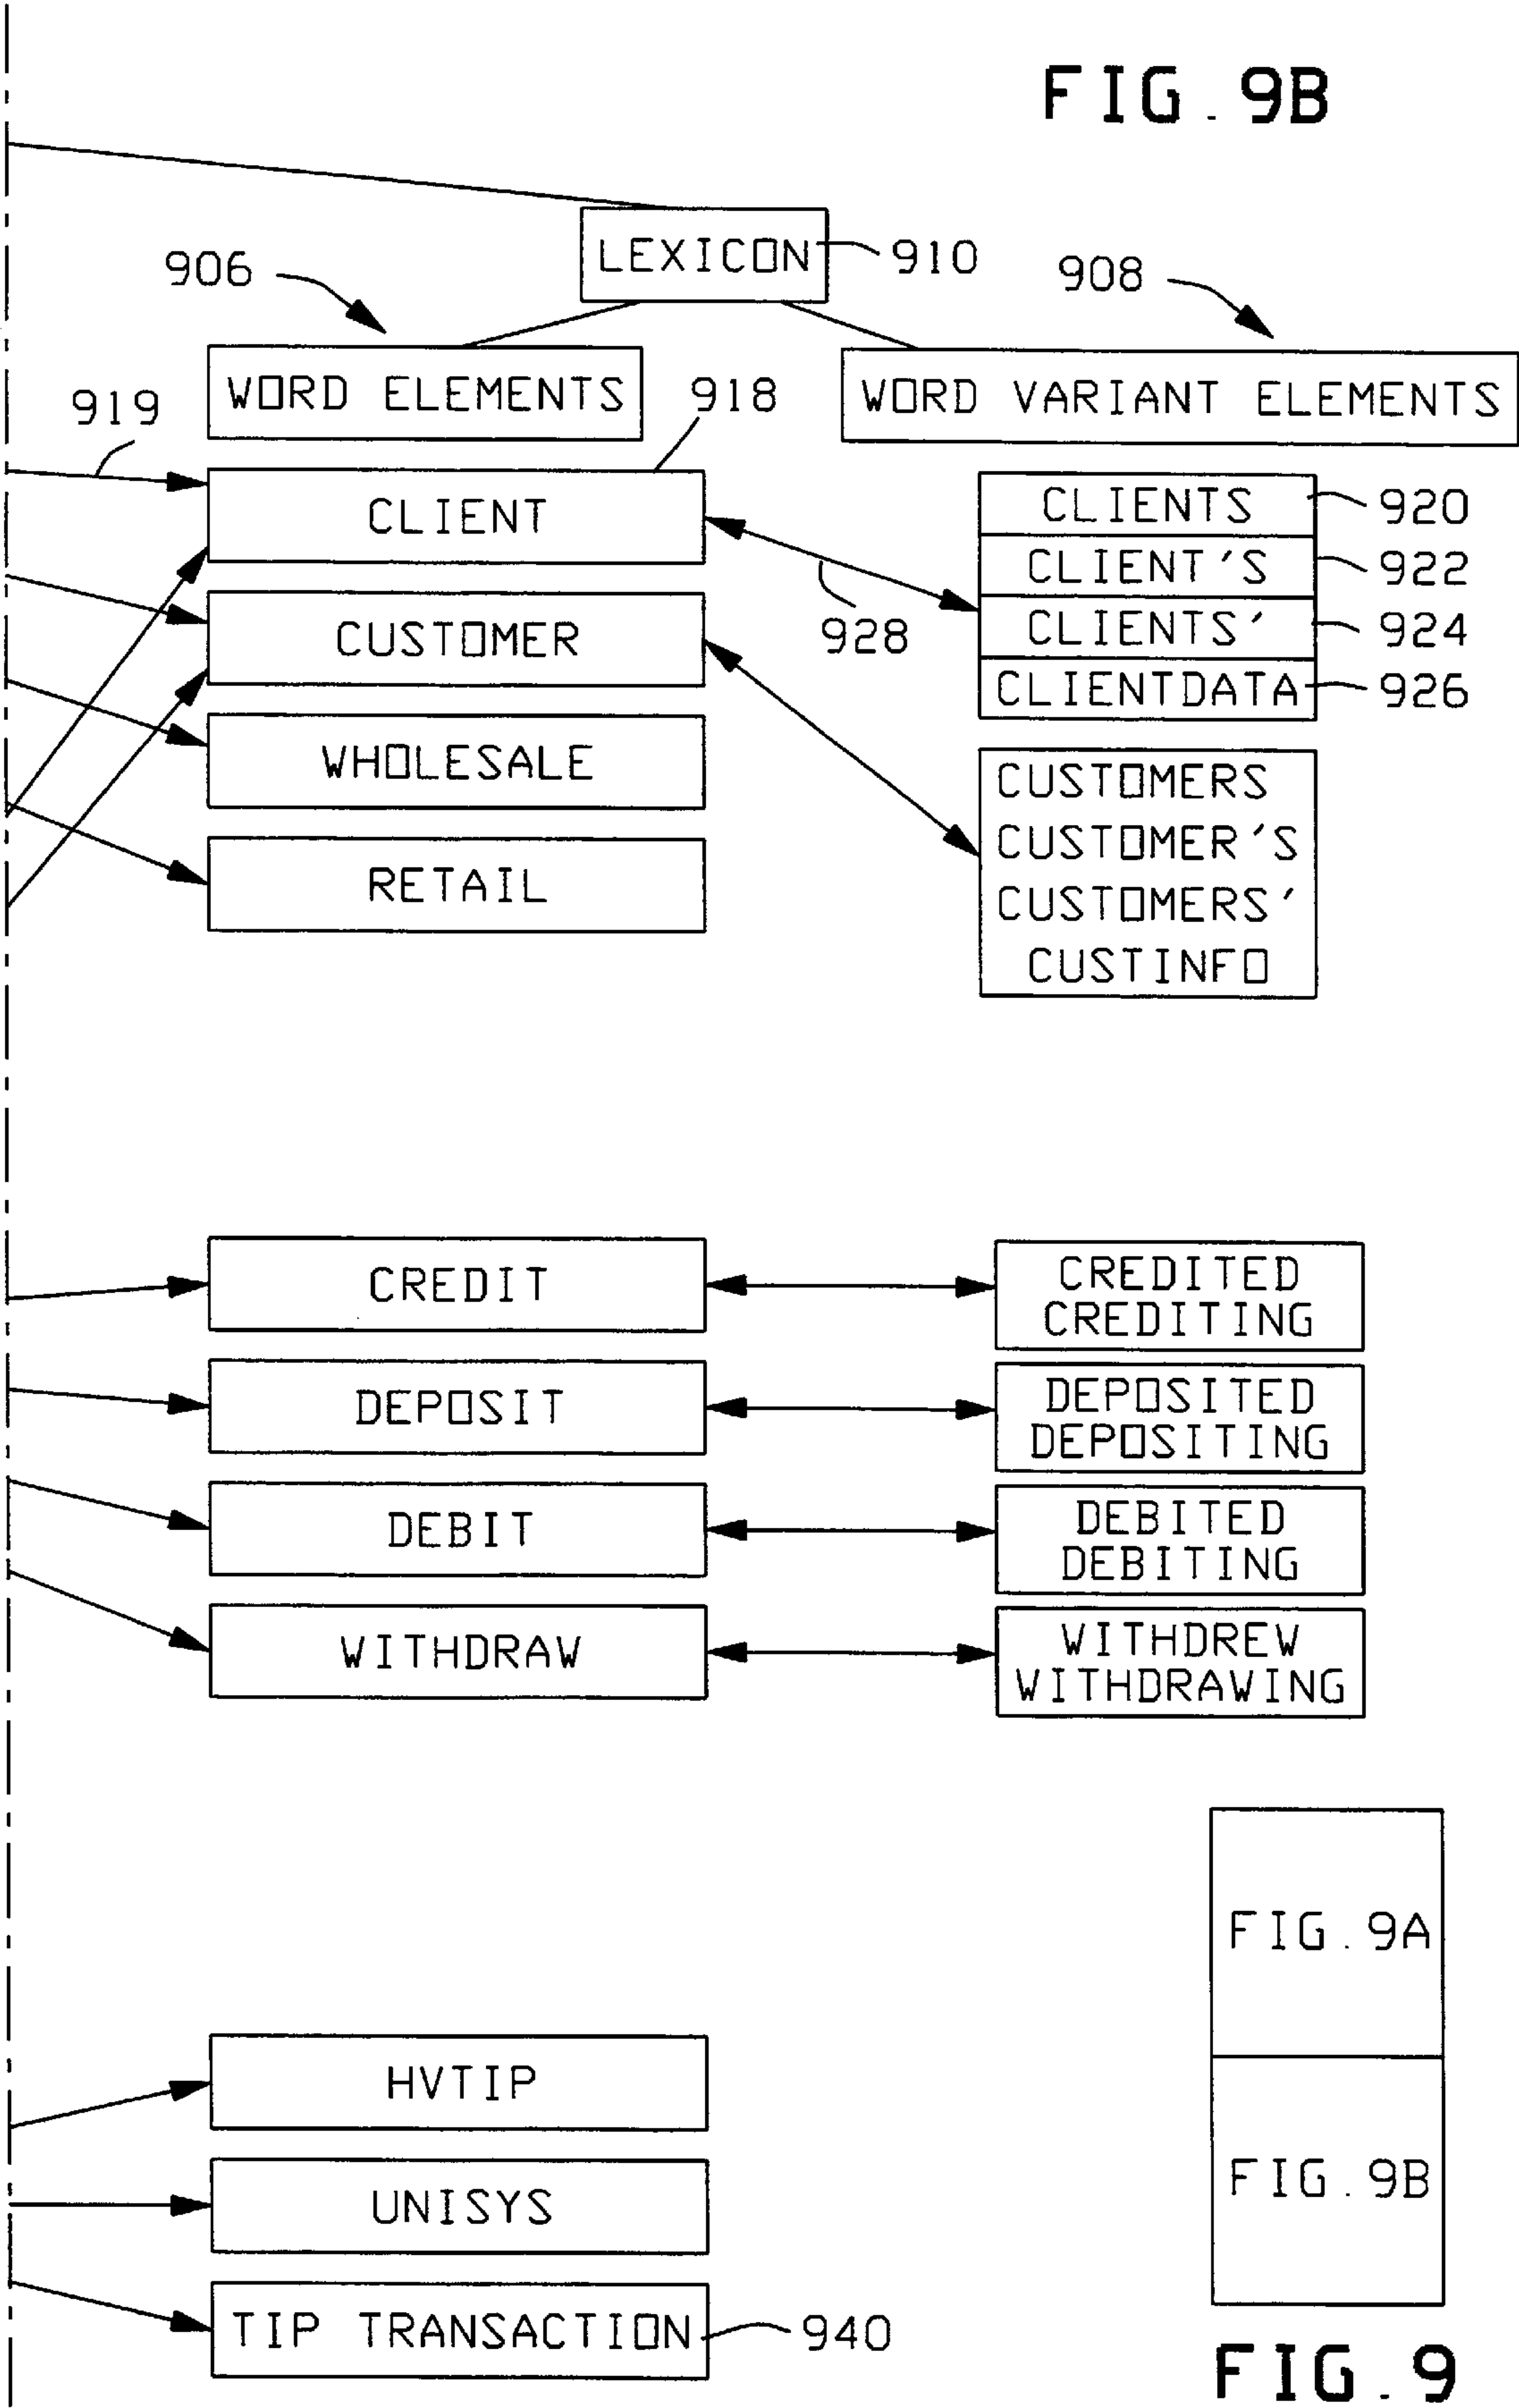 FIG. 9B
LEXICON 910
906 908
WORD ELEMENTS 918 WORD VARIANT ELEMENTS
919
CLIENT CLIENTS 920
CLIENT'S 922
CUSTOMER 928 CLIENTS' 924
CLIENTDATA 926
WHOLESALE CUSTOMERS
CUSTOMER'S
RETAIL CUSTOMERS'
CUSTINFO
CREDIT CREDITED
CREDITING
DEPOSIT DEPOSITED
DEPOSITING
DEBIT DEBITED
DEBITING
WITHDRAW WITHDREW
WITHDRAWING
FIG. 9A
HVTIP
UNISYS FIG. 9B
TIP TRANSACTION 940
FIG. 9